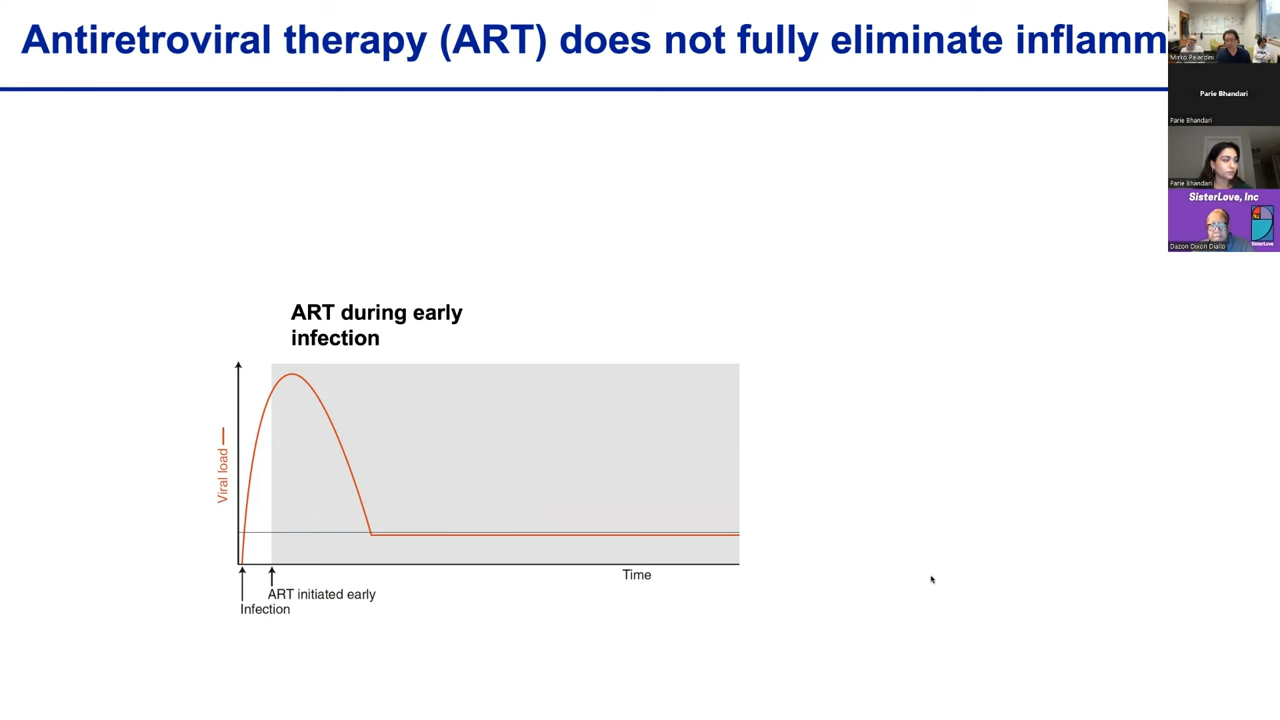 Antiretroviral therapy (ART) does not fully eliminate inflamm
Mirko Paiardini
Parie Bhandari
Parie Bhandari
Parie Bhandari
SisterLove, Inc
SisterLove
Dazon Dixon Diallo
ART during early
infection
Viral load
Time
ART initiated early
Infection